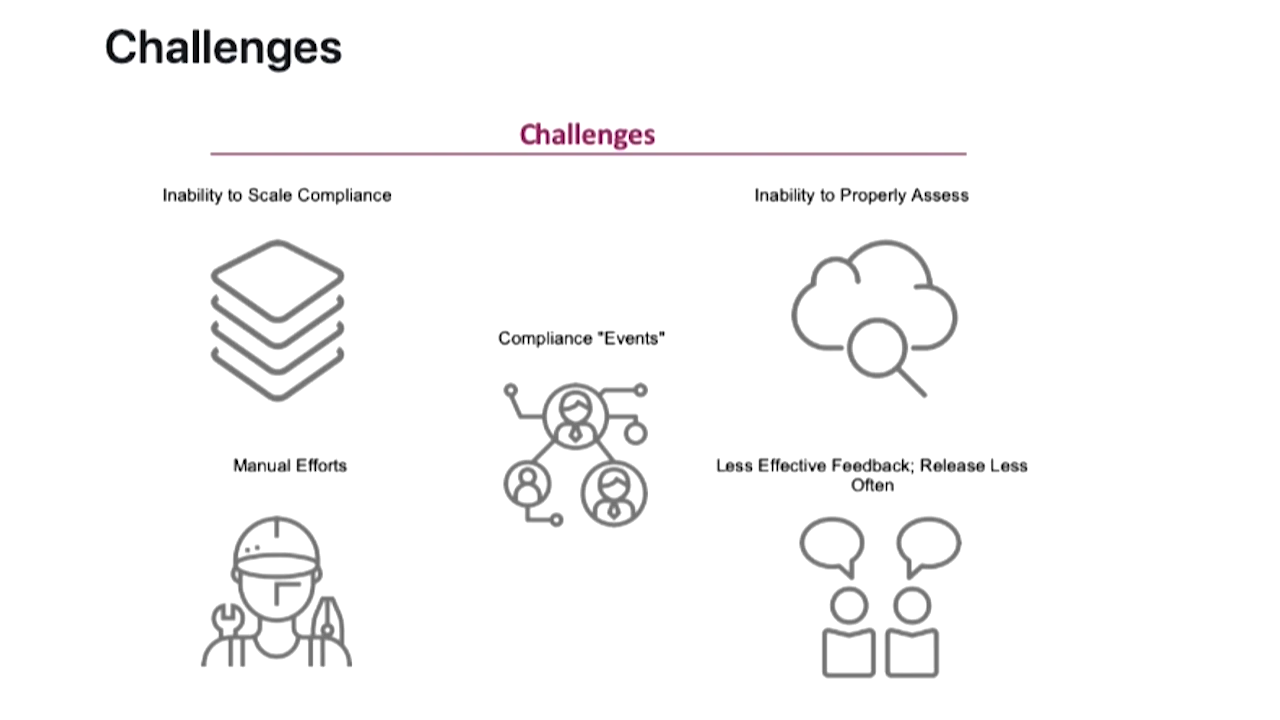 Challenges
Challenges
Inability to Scale Compliance
Inability to Properly Assess
Compliance "Events"
Manual Efforts
Less Effective Feedback; Release Less
Often